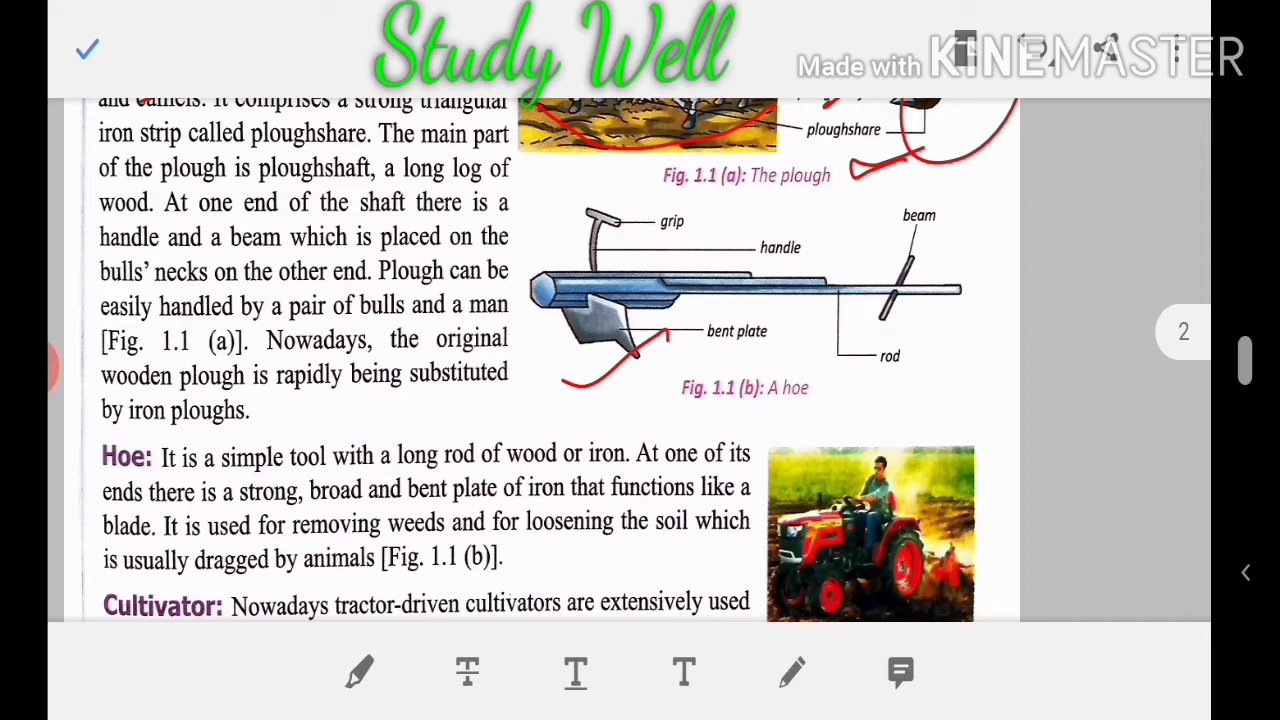 Study Well
Made with KINEMASTER
and camels. It comprises a strong triangular
iron strip called ploughshare. The main part
of the plough is ploughshaft, a long log of
wood. At one end of the shaft there is a
handle and a beam which is placed on the
bulls' necks on the other end. Plough can be
easily handled by a pair of bulls and a man
[Fig. 1.1 (a)]. Nowadays, the original
wooden plough is rapidly being substituted
by iron ploughs.
ploughshare
Fig. 1.1 (a): The plough
grip
handle
beam
bent plate
rod
Fig. 1.1 (b): A hoe
2
Hoe: It is a simple tool with a long rod of wood or iron. At one of its
ends there is a strong, broad and bent plate of iron that functions like a
blade. It is used for removing weeds and for loosening the soil which
is usually dragged by animals [Fig. 1.1 (b)].
Cultivator: Nowadays tractor-driven cultivators are extensively used